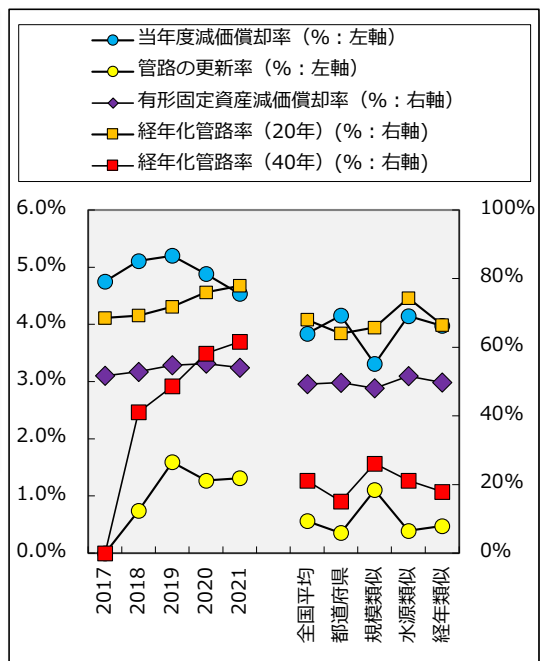 当年度減価償却率（%：左軸）
管路の更新率（%：左軸）
有形固定資産減価償却率（%：右軸）
経年化管路率（20年）(%：右軸)
経年化管路率（40年）(%：右軸)
6.0%
5.0%
4.0%
3.0%
2.0%
1.0%
0.0%
100%
80%
60%
40%
20%
0%
2017
2018
2019
2020
2021
全国平均
都道府県
規模類似
水源類似
経年類似